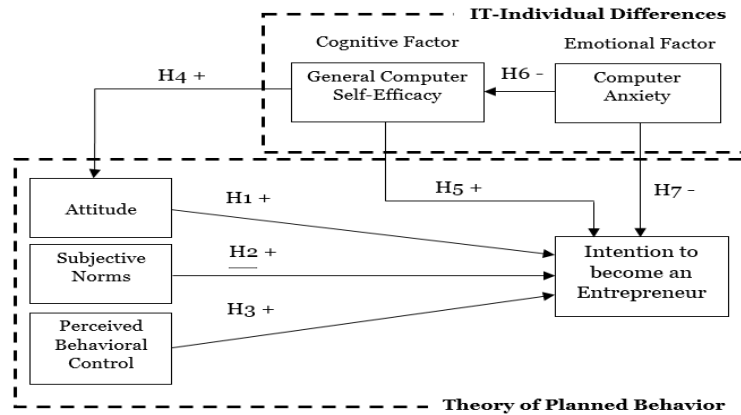 IT-Individual Differences
Cognitive Factor
Emotional Factor
H4 +
General Computer
Self-Efficacy
H6 -
Computer
Anxiety
H5 +
H7 -
Attitude
H1 +
Subjective
Norms
H2 +
Intention to
become an
Entrepreneur
H3 +
Perceived
Behavioral
Control
Theory of Planned Behavior